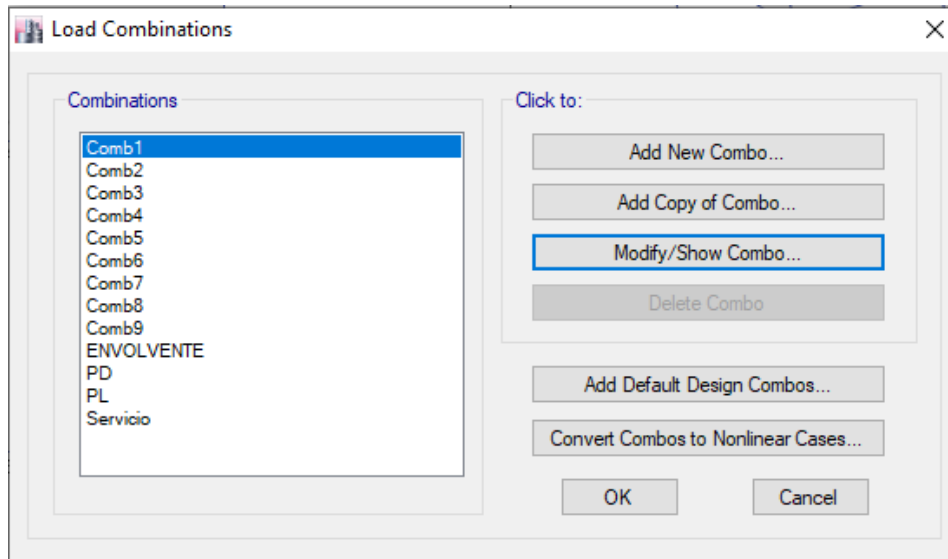 Load Combinations
Combinations
Comb1
Comb2
Comb3
Comb4
Comb5
Comb6
Comb7
Comb8
Comb9
ENVOLVENTE
PD
PL
Servicio
Click to:
Add New Combo...
Add Copy of Combo...
Modify/Show Combo...
Delete Combo
Add Default Design Combos...
Convert Combos to Nonlinear Cases...
OK
Cancel